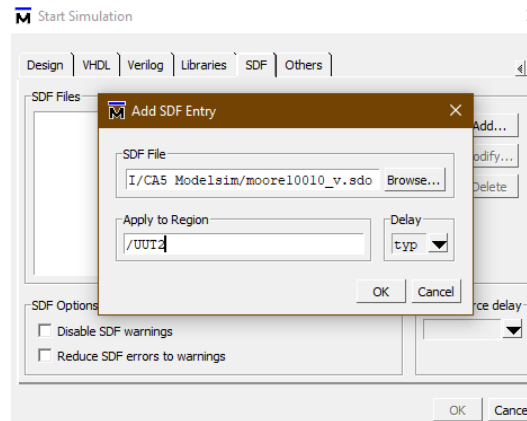 Start Simulation
Design VHDL Verilog Libraries SDF Others
SDF Files
Add SDF Entry
Add...
SDF File
I/CA5 Modelsim/moore10010_v.sdo Browse...
odify...
Delete
Apply to Region Delay
/UUT2 typ
OK Cancel
SDF Options rce delay
Disable SDF warnings
Reduce SDF errors to warnings
OK Cance